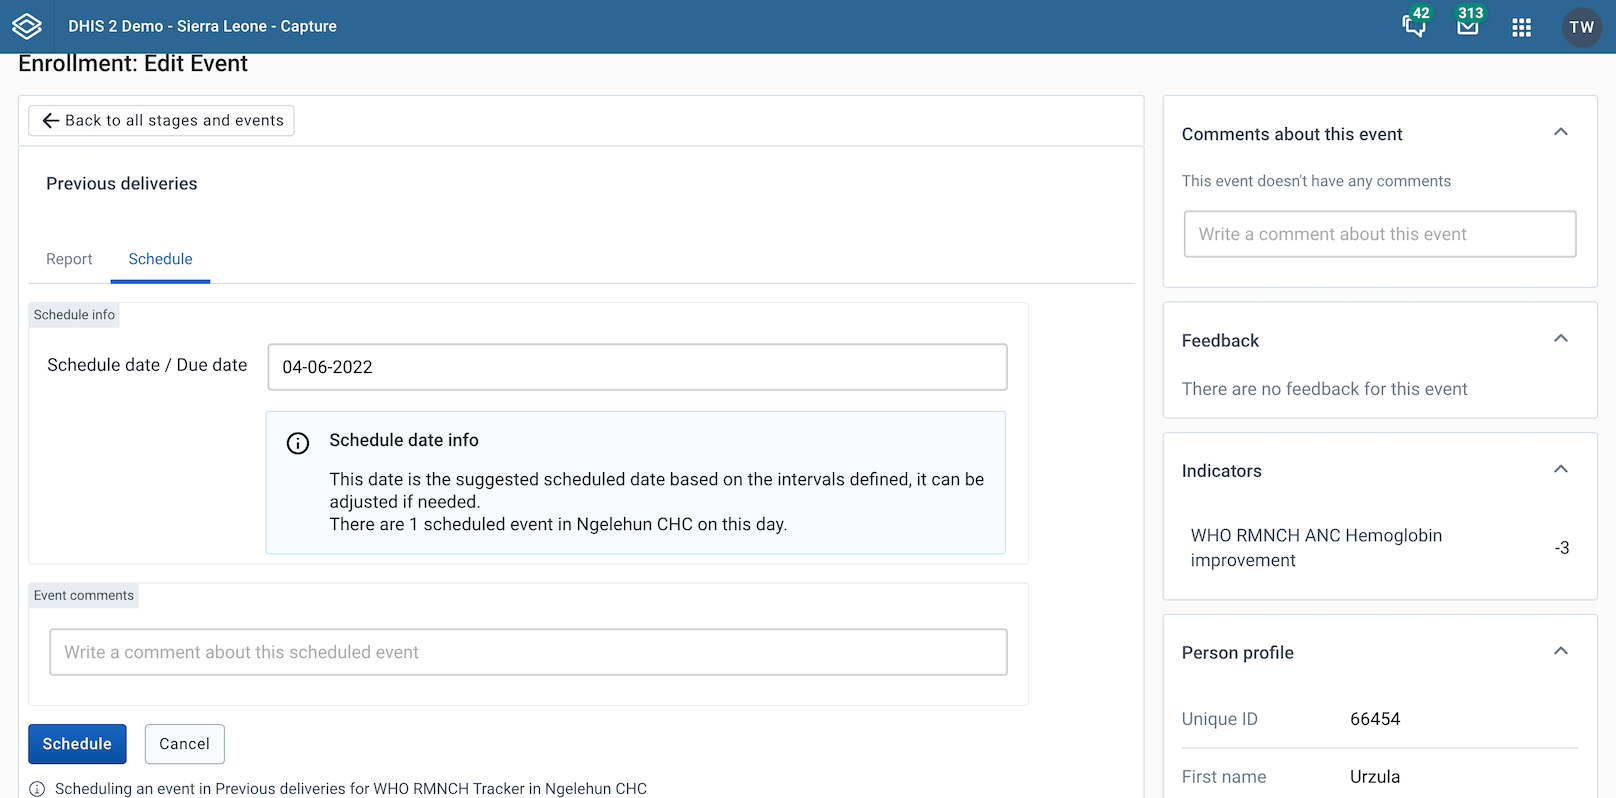 DHIS 2 Demo - Sierra Leone - Capture
42
313
TW
Enrollment: Edit Event
Back to all stages and events
Previous deliveries
Report
Schedule
Schedule info
Schedule date / Due date
04-06-2022
Schedule date info
This date is the suggested scheduled date based on the intervals defined, it can be
adjusted if needed.
There are 1 scheduled event in Ngelehun CHC on this day.
Event comments
Write a comment about this scheduled event
Schedule
Cancel
Scheduling an event in Previous deliveries for WHO RMNCH Tracker in Ngelehun CHC
Comments about this event
This event doesn't have any comments
Write a comment about this event
Feedback
There are no feedback for this event
Indicators
WHO RMNCH ANC Hemoglobin
improvement
-3
Person profile
Unique ID
66454
First name
Urzula